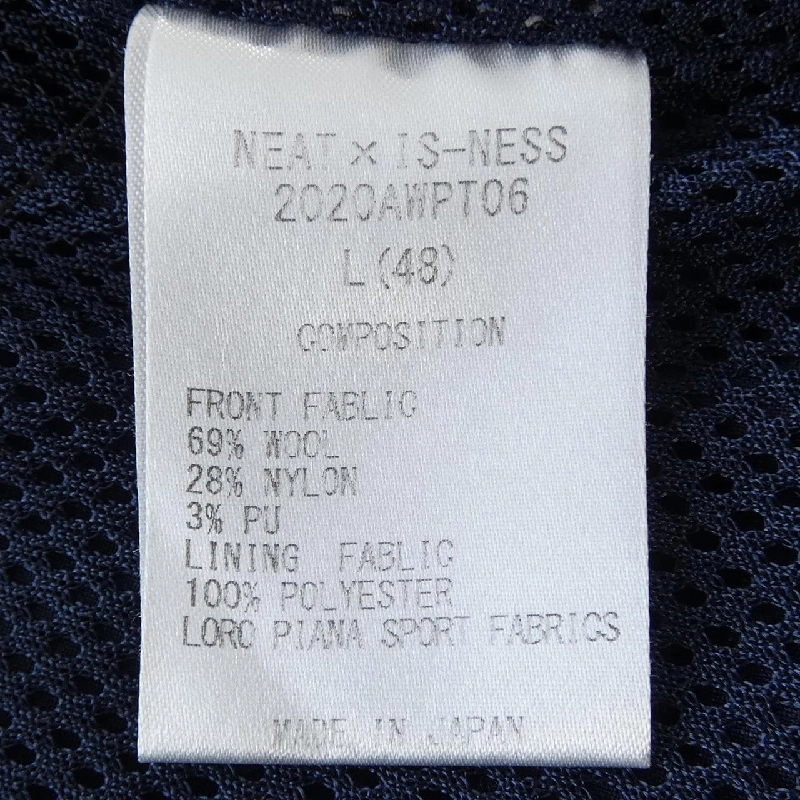 NEAT × IS-NESS
2020AWPT06
L(48)
COMPOSITION
FRONT FABLIC
69% WOOL
28% NYLON
3% PU
LINING FABLIC
100% POLYESTER
LORO PIANA SPORT FABRICS
MADE IN JAPAN